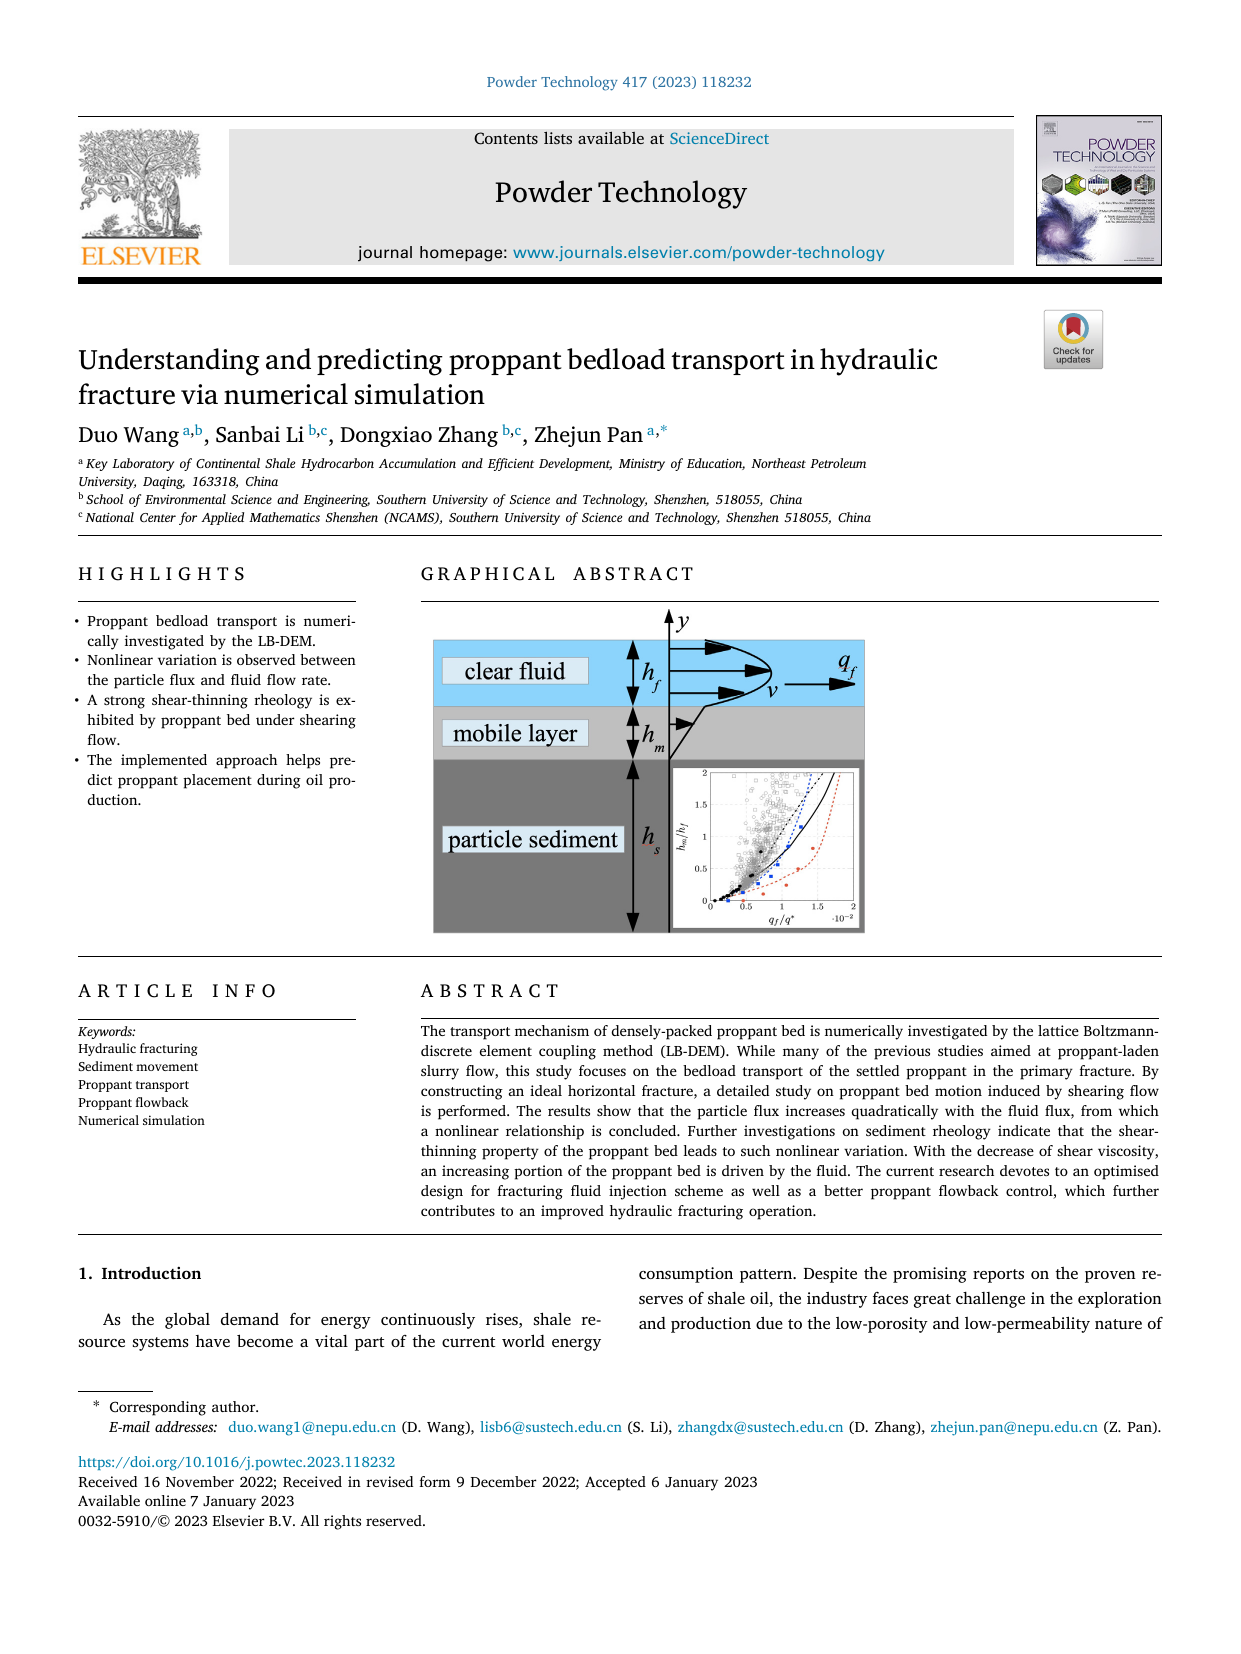 Powder Technology 417 (2023) 118232
Contents lists available at ScienceDirect
Powder Technology
journal homepage: www.journals.elsevier.com/powder-technology
ELSEVIER
POWDER
TECHNOLOGY
Check for
updates
Understanding and predicting proppant bedload transport in hydraulic
fracture via numerical simulation
Duo Wang a,b, Sanbai Li b,c, Dongxiao Zhang b,c, Zhejun Pan a,*
a Key Laboratory of Continental Shale Hydrocarbon Accumulation and Efficient Development, Ministry of Education, Northeast Petroleum
University, Daqing, 163318, China
b School of Environmental Science and Engineering, Southern University of Science and Technology, Shenzhen, 518055, China
c National Center for Applied Mathematics Shenzhen (NCAMS), Southern University of Science and Technology, Shenzhen 518055, China
HIGHLIGHTS
• Proppant bedload transport is numeri-
cally investigated by the LB-DEM.
• Nonlinear variation is observed between
the particle flux and fluid flow rate.
• A strong shear-thinning rheology is ex-
hibited by proppant bed under shearing
flow.
• The implemented approach helps pre-
dict proppant placement during oil pro-
duction.
GRAPHICAL ABSTRACT
y
clear fluid
h_f
v
q_f
mobile layer
h_m
particle sediment
h_s
2
1.5
1
0.5
0
h_m/h_f
0 0.5 1 1.5 2
q_f/q* ·10⁻²
ARTICLE INFO
Keywords:
Hydraulic fracturing
Sediment movement
Proppant transport
Proppant flowback
Numerical simulation
ABSTRACT
The transport mechanism of densely-packed proppant bed is numerically investigated by the lattice Boltzmann-
discrete element coupling method (LB-DEM). While many of the previous studies aimed at proppant-laden
slurry flow, this study focuses on the bedload transport of the settled proppant in the primary fracture. By
constructing an ideal horizontal fracture, a detailed study on proppant bed motion induced by shearing flow
is performed. The results show that the particle flux increases quadratically with the fluid flux, from which
a nonlinear relationship is concluded. Further investigations on sediment rheology indicate that the shear-
thinning property of the proppant bed leads to such nonlinear variation. With the decrease of shear viscosity,
an increasing portion of the proppant bed is driven by the fluid. The current research devotes to an optimised
design for fracturing fluid injection scheme as well as a better proppant flowback control, which further
contributes to an improved hydraulic fracturing operation.
1. Introduction
As the global demand for energy continuously rises, shale re-
source systems have become a vital part of the current world energy
consumption pattern. Despite the promising reports on the proven re-
serves of shale oil, the industry faces great challenge in the exploration
and production due to the low-porosity and low-permeability nature of
* Corresponding author.
E-mail addresses: duo.wang1@nepu.edu.cn (D. Wang), lisb6@sustech.edu.cn (S. Li), zhangdx@sustech.edu.cn (D. Zhang), zhejun.pan@nepu.edu.cn (Z. Pan).
https://doi.org/10.1016/j.powtec.2023.118232
Received 16 November 2022; Received in revised form 9 December 2022; Accepted 6 January 2023
Available online 7 January 2023
0032-5910/© 2023 Elsevier B.V. All rights reserved.